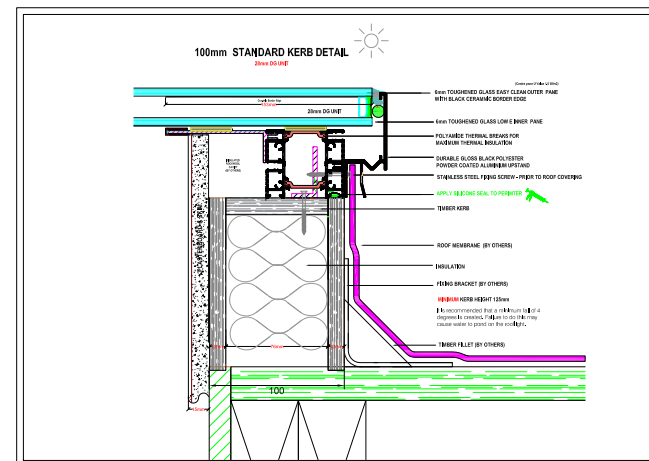 100mm STANDARD KERB DETAIL
28mm DG UNIT
6mm TOUGHENED GLASS EASY CLEAN OUTER PANE
WITH BLACK CERAMNIC BORDER EDGE
28mm DG UNIT
6mm TOUGHENED GLASS LOW E INNER PANE
POLYAMIDE THERMAL BREAKS FOR
MAXIMUM THERMAL INSULATION
DURABLE GLOSS BLACK POLYESTER
POWDER COATED ALUMINIUM UPSTAND
STAINLESS STEEL FIXING SCREW - PRIOR TO ROOF COVERING
APPLY SILICONE SEAL TO PERIMETER
TIMBER KERB
ROOF MEMBRANE (BY OTHERS)
INSULATION
FIXING BRACKET (BY OTHERS)
MINIMUM KERB HEIGHT 125mm
It is recommended that a minimum fall of 4
degrees is created. Failure to do this may
cause water to pond on the rooflight.
TIMBER FILLET (BY OTHERS)
70mm
100
15mm